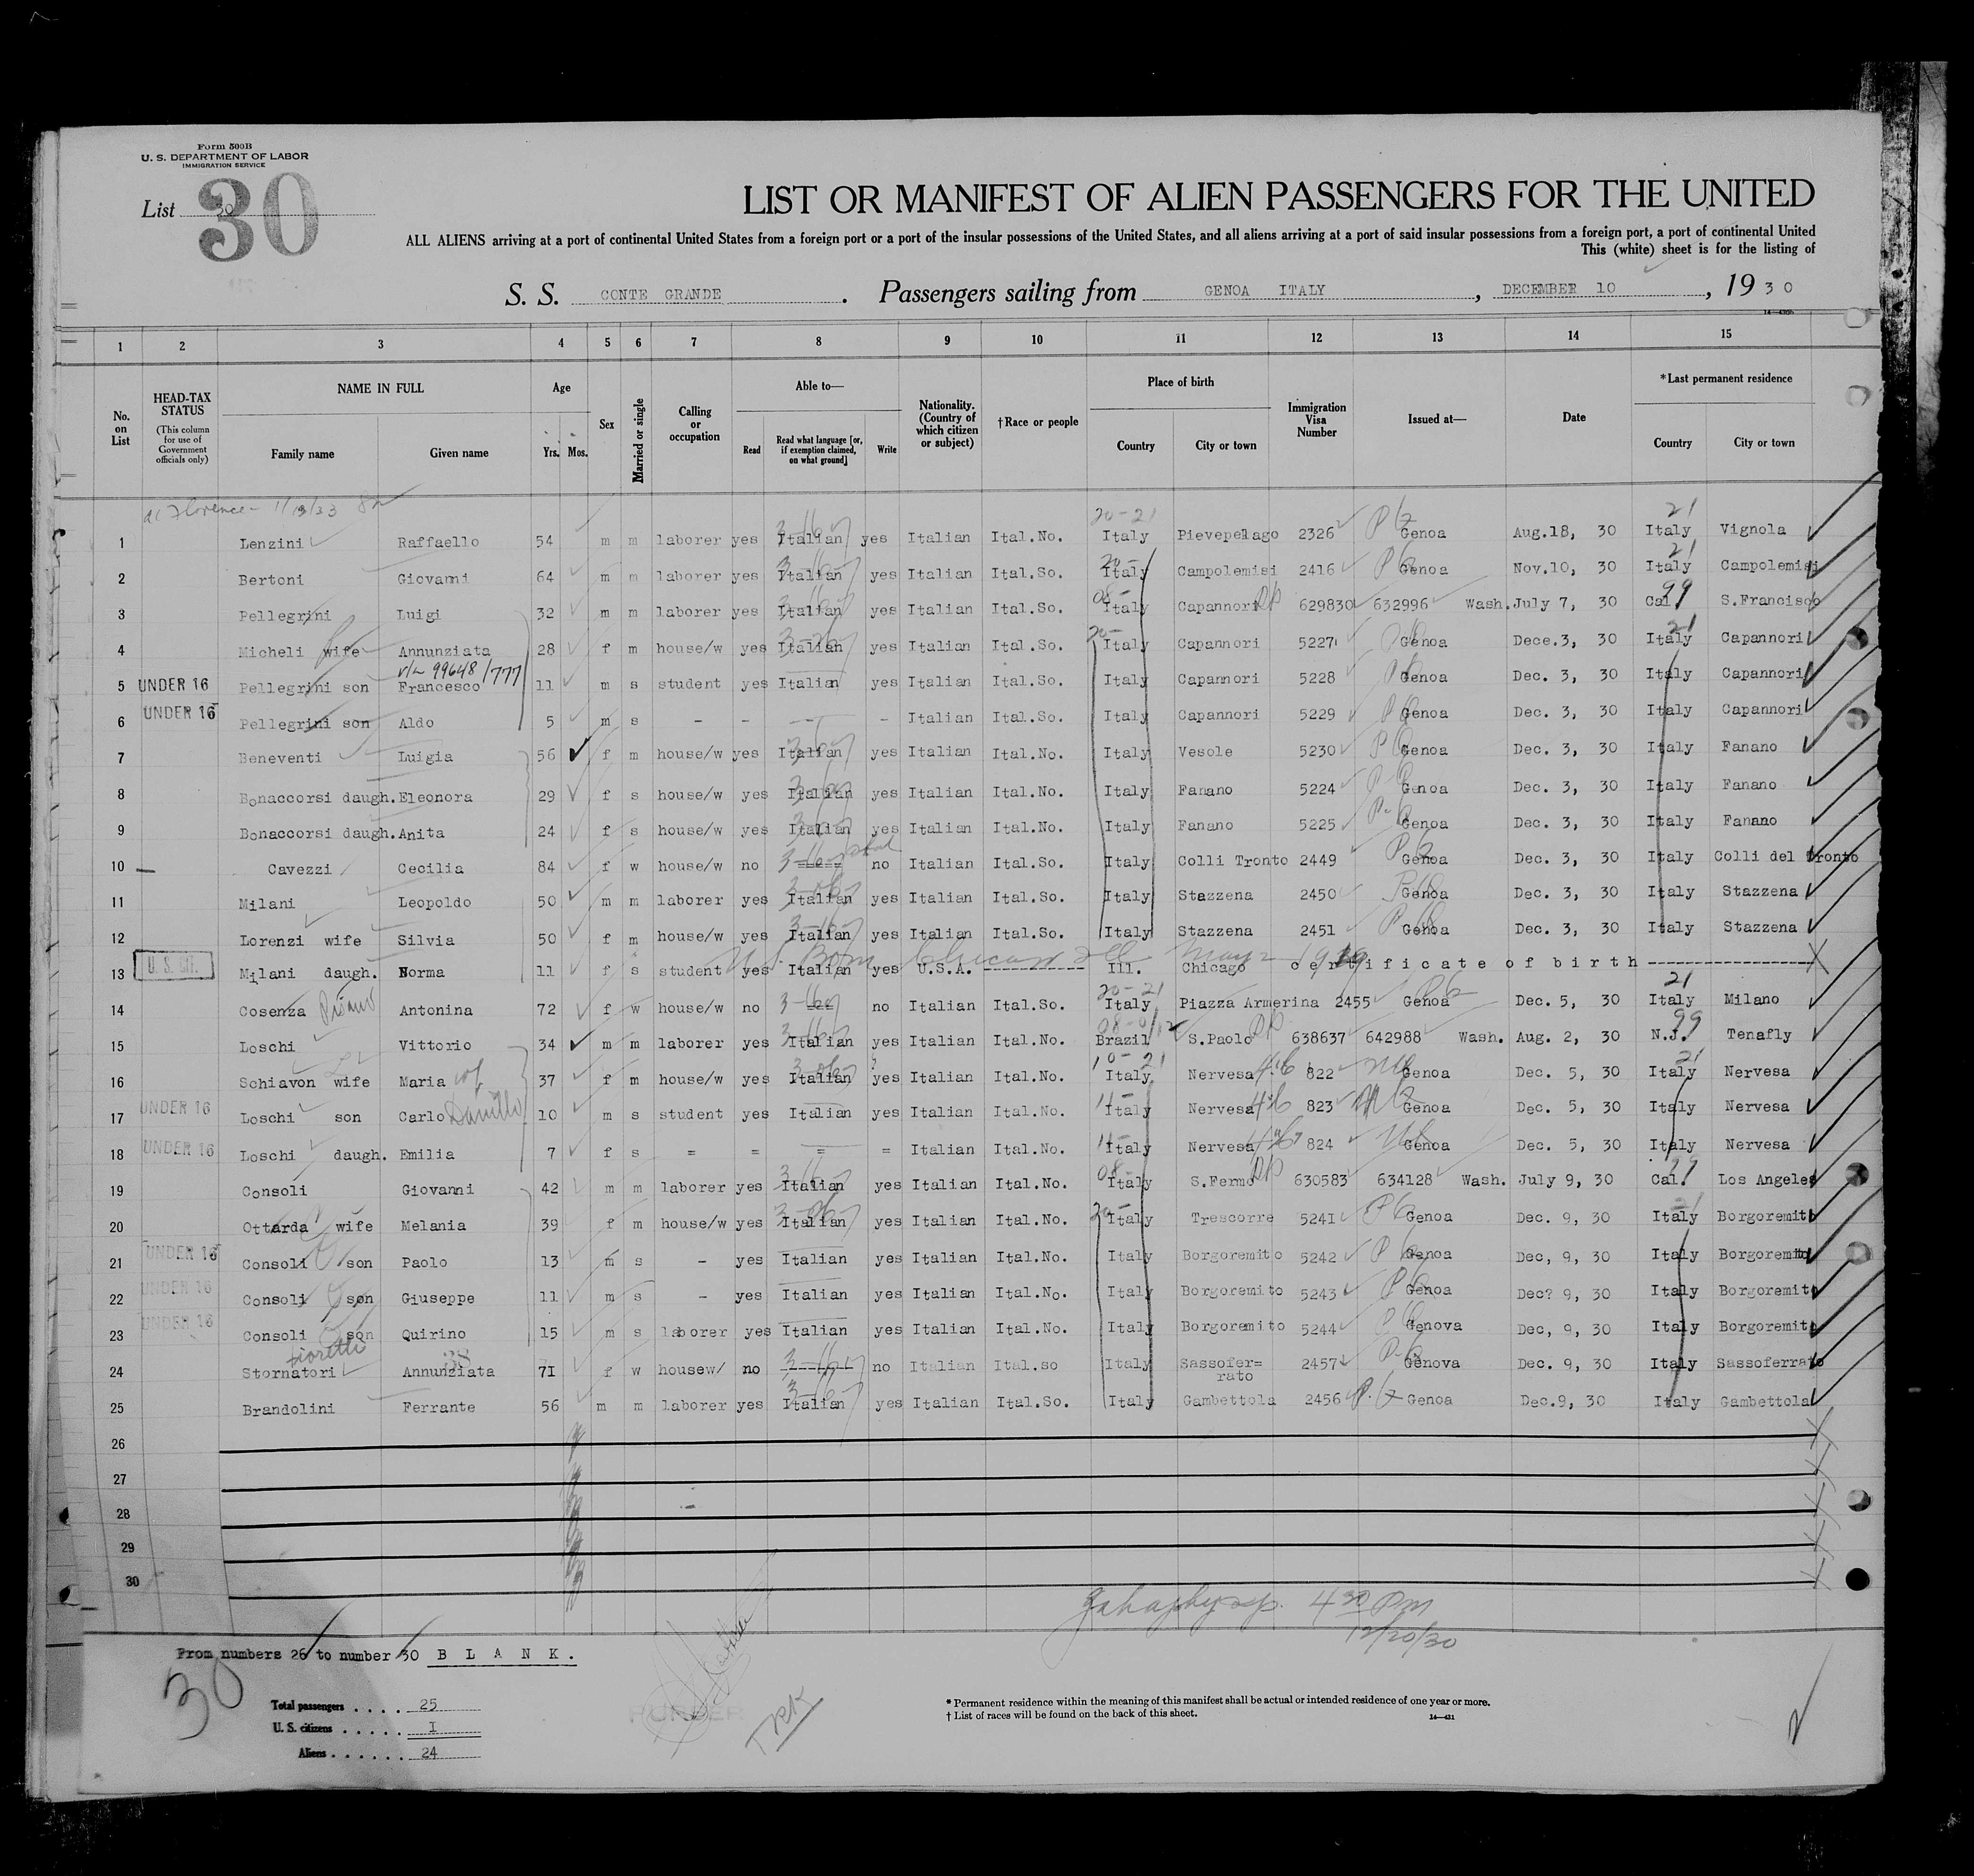 Form 500B
U. S. DEPARTMENT OF LABOR
IMMIGRATION SERVICE
List 30
30
LIST OR MANIFEST OF ALIEN PASSENGERS FOR THE UNITED
ALL ALIENS arriving at a port of continental United States from a foreign port or a port of the insular possessions of the United States, and all aliens arriving at a port of said insular possessions from a foreign port, a port of continental United
This (white) sheet is for the listing of
S. S. CONTE GRANDE . Passengers sailing from GENOA ITALY , DECEMBER 10 , 19 3 0
1 2 3 4 5 6 7 8 9 10 11 12 13 14 15
No. on List
HEAD-TAX STATUS (This column for use of Government officials only)
NAME IN FULL Family name Given name
Age Yrs. Mos.
Sex
Married or single
Calling or occupation
Able to— Read Read what language [or, if exemption claimed, on what ground] Write
Nationality. (Country of which citizen or subject)
†Race or people
Place of birth Country City or town
Immigration Visa Number
Issued at—
Date
*Last permanent residence Country City or town
Florence - 1/13/33
1 Lenzini Raffaello 54 m m laborer yes Italian yes Italian Ital.No. 20-21 Italy Pievepelago 2326 Genoa Aug.18, 30 21 Italy Vignola
2 Bertoni Giovanni 64 m m laborer yes Italian yes Italian Ital.So. Italy Campolemisi 2416 Genoa Nov.10, 30 21 Italy Campolemisi
3 Pellegrini Luigi 32 m m laborer yes Italian yes Italian Ital.So. Italy Capannori 629830 632996 Wash. July 7, 30 99 Cal. S.Francisco
4 Micheli wife Annunziata 28 f m house/w yes Italian yes Italian Ital.So. Italy Capannori 5227 Genoa Dece.3, 30 21 Italy Capannori
99648/777
5 UNDER 16 Pellegrini son Francesco 11 m s student yes Italian yes Italian Ital.So. Italy Capannori 5228 Genoa Dec. 3, 30 Italy Capannori
6 UNDER 16 Pellegrini son Aldo 5 m s - - -- - Italian Ital.So. Italy Capannori 5229 Genoa Dec. 3, 30 Italy Capannori
7 Beneventi Luigia 56 f m house/w yes Italian yes Italian Ital.No. Italy Vesole 5230 Genoa Dec. 3, 30 Italy Fanano
8 Bonaccorsi daugh. Eleonora 29 f s house/w yes Italian yes Italian Ital.No. Italy Fanano 5224 Genoa Dec. 3, 30 Italy Fanano
9 Bonaccorsi daugh. Anita 24 f s house/w yes Italian yes Italian Ital.No. Italy Fanano 5225 Genoa Dec. 3, 30 Italy Fanano
10 Cavezzi Cecilia 84 f w house/w no no Italian Ital.So. Italy Colli Tronto 2449 Genoa Dec. 3, 30 Italy Colli del Tronto
11 Milani Leopoldo 50 m m laborer yes Italian yes Italian Ital.So. Italy Stazzena 2450 Genoa Dec. 3, 30 Italy Stazzena
12 Lorenzi wife Silvia 50 f m house/w yes Italian yes Italian Ital.So. Italy Stazzena 2451 Genoa Dec. 3, 30 Italy Stazzena
13 U. S. CIT. Milani daugh. Norma 11 f s student yes Italian yes U.S.A. ----------- Ill. Chicago certificate of birth ------------------
14 Cosenza Antonina 72 f w house/w no no Italian Ital.So. 20-21 Italy Piazza Armerina 2455 Genoa Dec. 5, 30 21 Italy Milano
15 Loschi Vittorio 34 m m laborer yes Italian yes Italian Ital.No. Brazil S.Paolo 638637 642988 Wash. Aug. 2, 30 99 N.J. Tenafly
16 Schiavon wife Maria 37 f m house/w yes Italian yes Italian Ital.No. Italy Nervesa 822 Genoa Dec. 5, 30 21 Italy Nervesa
17 UNDER 16 Loschi son Carlo Danillo 10 m s student yes Italian yes Italian Ital.No. Italy Nervesa 823 Genoa Dec. 5, 30 Italy Nervesa
18 UNDER 16 Loschi daugh. Emilia 7 f s = = = = Italian Ital.No. Italy Nervesa 824 Genoa Dec. 5, 30 Italy Nervesa
19 Consoli Giovanni 42 m m laborer yes Italian yes Italian Ital.No. Italy S.Fermo 630583 634128 Wash. July 9, 30 99 Cal. Los Angeles
20 Ottarda wife Melania 39 f m house/w yes Italian yes Italian Ital.No. Italy Trescorre 5241 Genoa Dec. 9, 30 21 Italy Borgoremito
21 UNDER 16 Consoli son Paolo 13 m s - yes Italian yes Italian Ital.No. Italy Borgoremito 5242 Genoa Dec, 9, 30 Italy Borgoremito
22 UNDER 16 Consoli son Giuseppe 11 m s - yes Italian yes Italian Ital.No. Italy Borgoremito 5243 Genoa Dec? 9, 30 Italy Borgoremito
23 UNDER 16 Consoli son Quirino 15 m s laborer yes Italian yes Italian Ital.No. Italy Borgoremito 5244 Genova Dec, 9, 30 Italy Borgoremito
fioretti
24 Stornatori Annunziata 71 f w housew/ no no Italian Ital.so Italy Sassofer= rato 2457 Genova Dec. 9, 30 Italy Sassoferrato
25 Brandolini Ferrante 56 m m laborer yes Italian yes Italian Ital.So. Italy Gambettola 2456 Genoa Dec.9, 30 Italy Gambettola
26
27
28
29
30
4 30 Pm
12/20/30
From numbers 26 to number 30 B L A N K .
30
Total passengers . . . . 25
U. S. citizens . . . . . I
Aliens . . . . . . 24
PURSER
* Permanent residence within the meaning of this manifest shall be actual or intended residence of one year or more.
† List of races will be found on the back of this sheet.
14—431